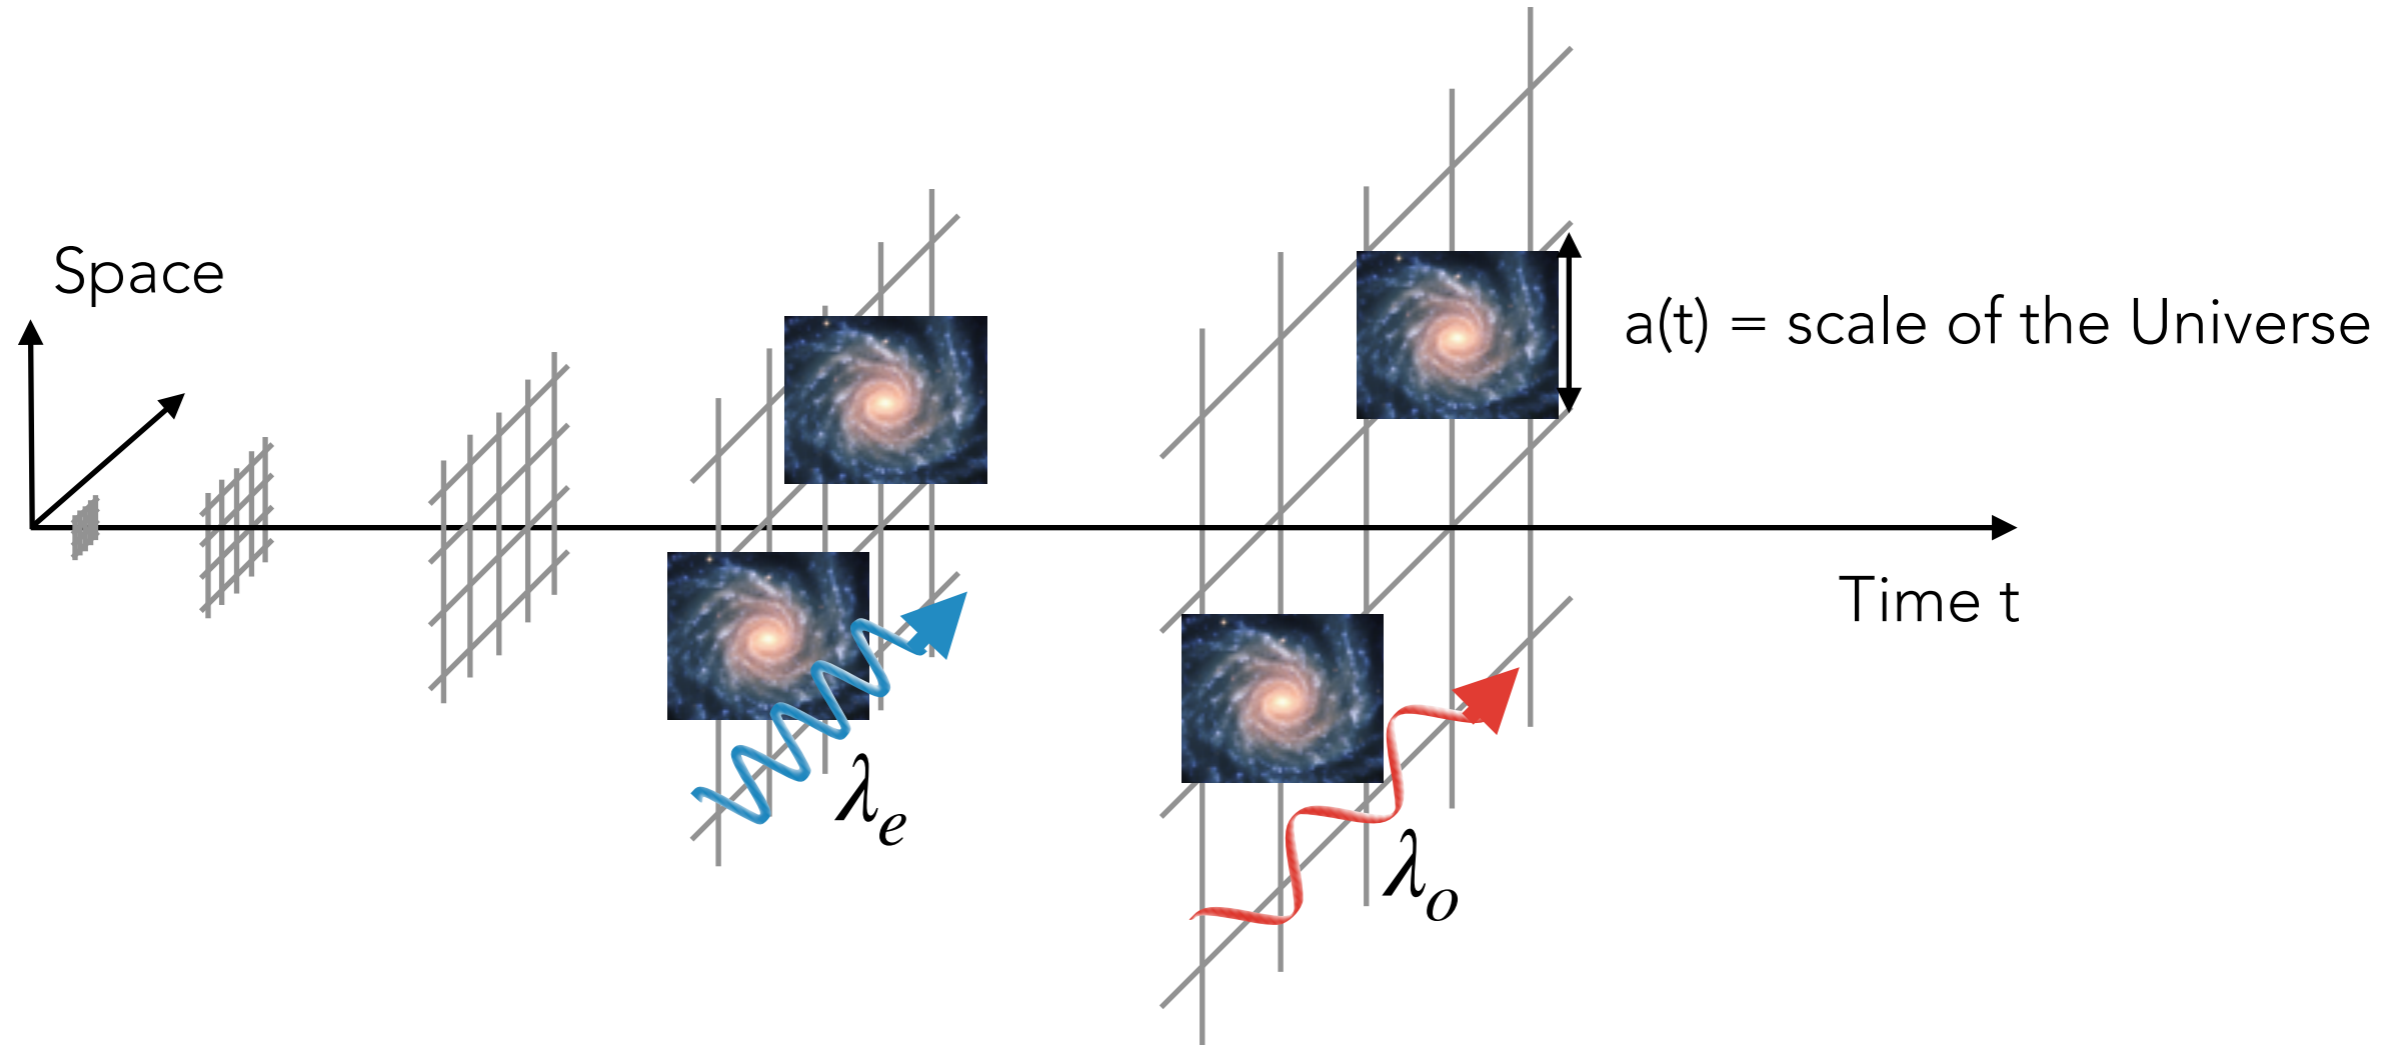 Space
a(t) = scale of the Universe
Time t
λe
λo